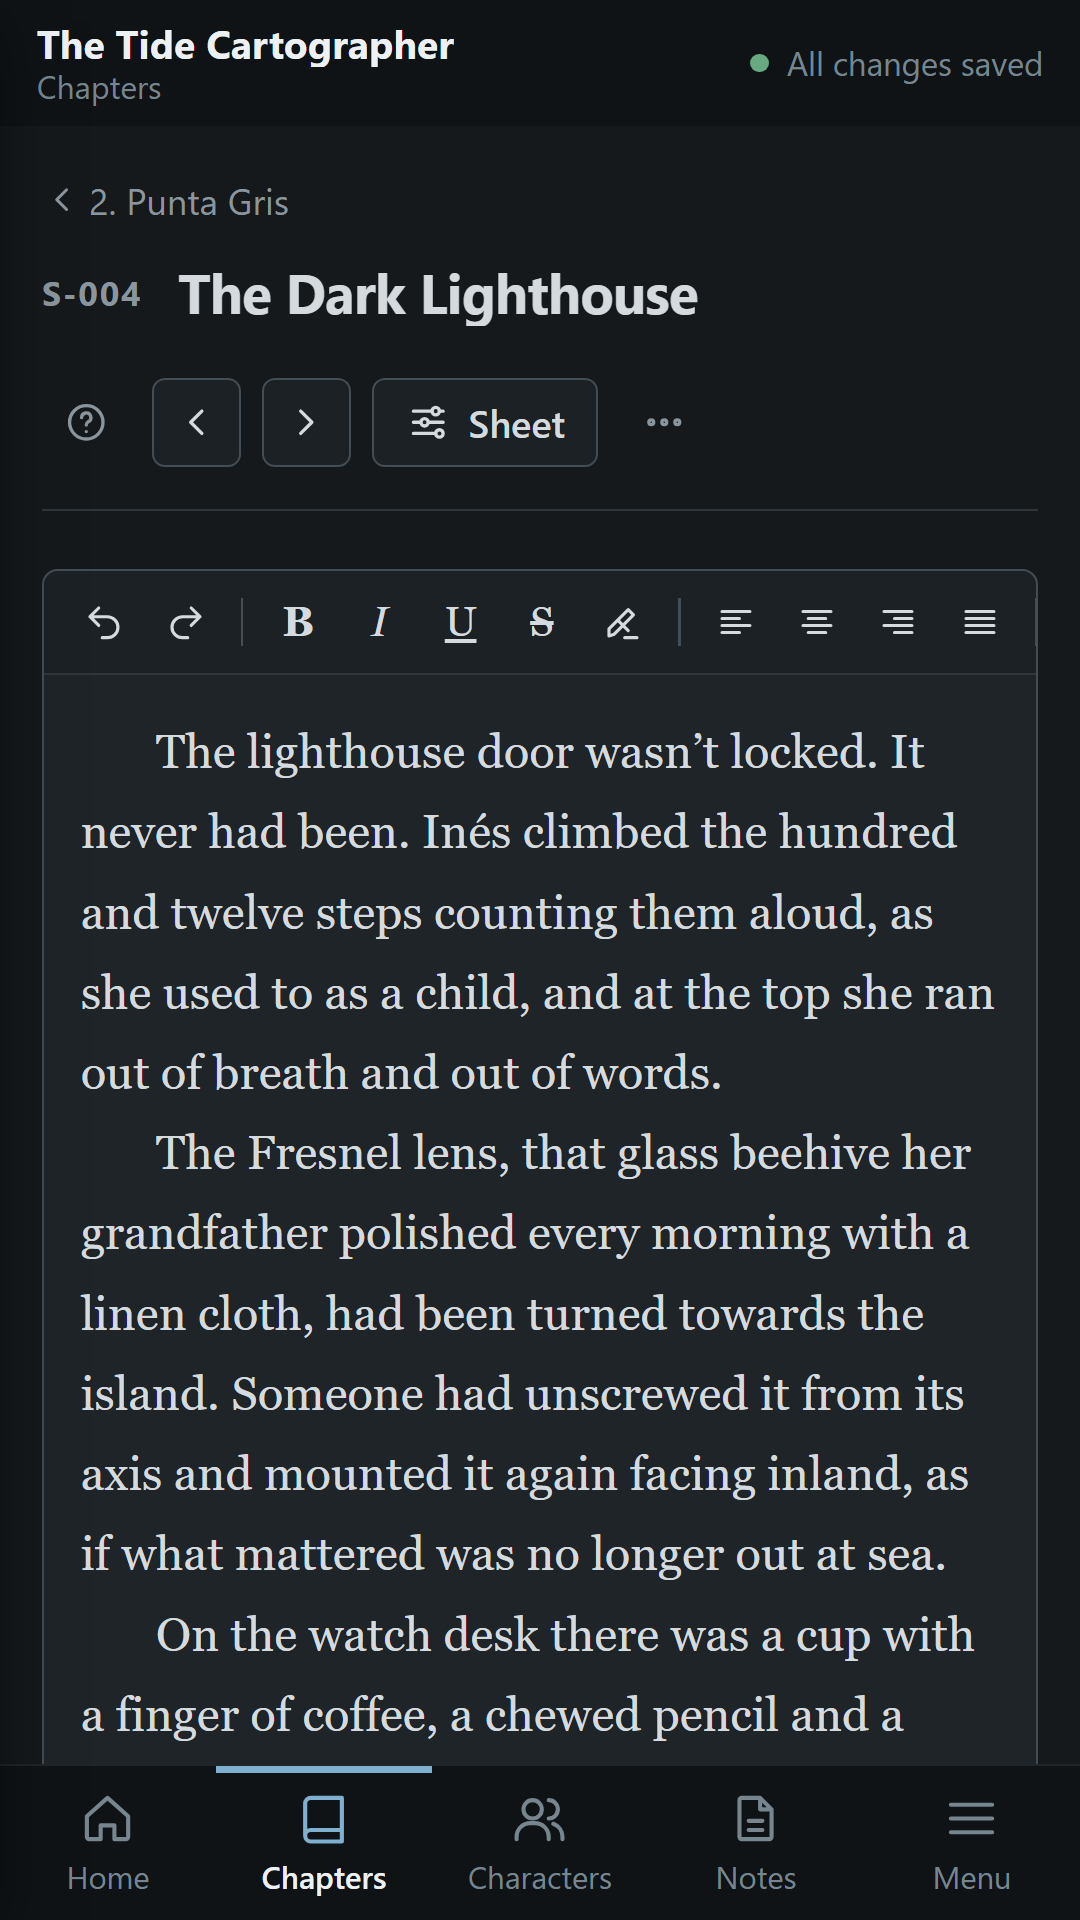 The Tide Cartographer
Chapters
All changes saved
2. Punta Gris
S-004 The Dark Lighthouse
Sheet
B I U S
The lighthouse door wasn’t locked. It
never had been. Inés climbed the hundred
and twelve steps counting them aloud, as
she used to as a child, and at the top she ran
out of breath and out of words.
The Fresnel lens, that glass beehive her
grandfather polished every morning with a
linen cloth, had been turned towards the
island. Someone had unscrewed it from its
axis and mounted it again facing inland, as
if what mattered was no longer out at sea.
On the watch desk there was a cup with
a finger of coffee, a chewed pencil and a
Home Chapters Characters Notes Menu